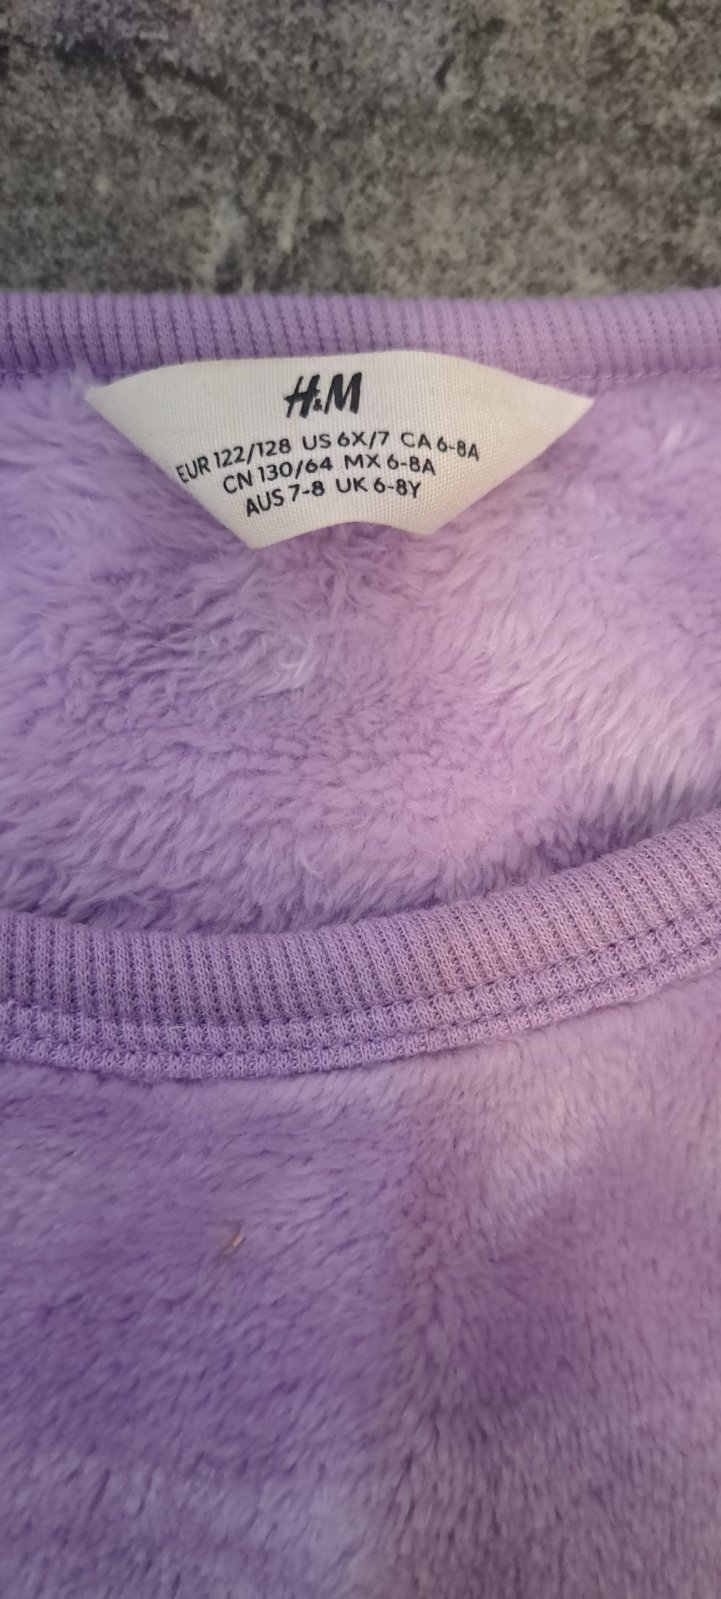 H&M
EUR 122/128 US 6X/7 CA 6-8A
CN 130/64 MX 6-8A
AUS 7-8 UK 6-8Y